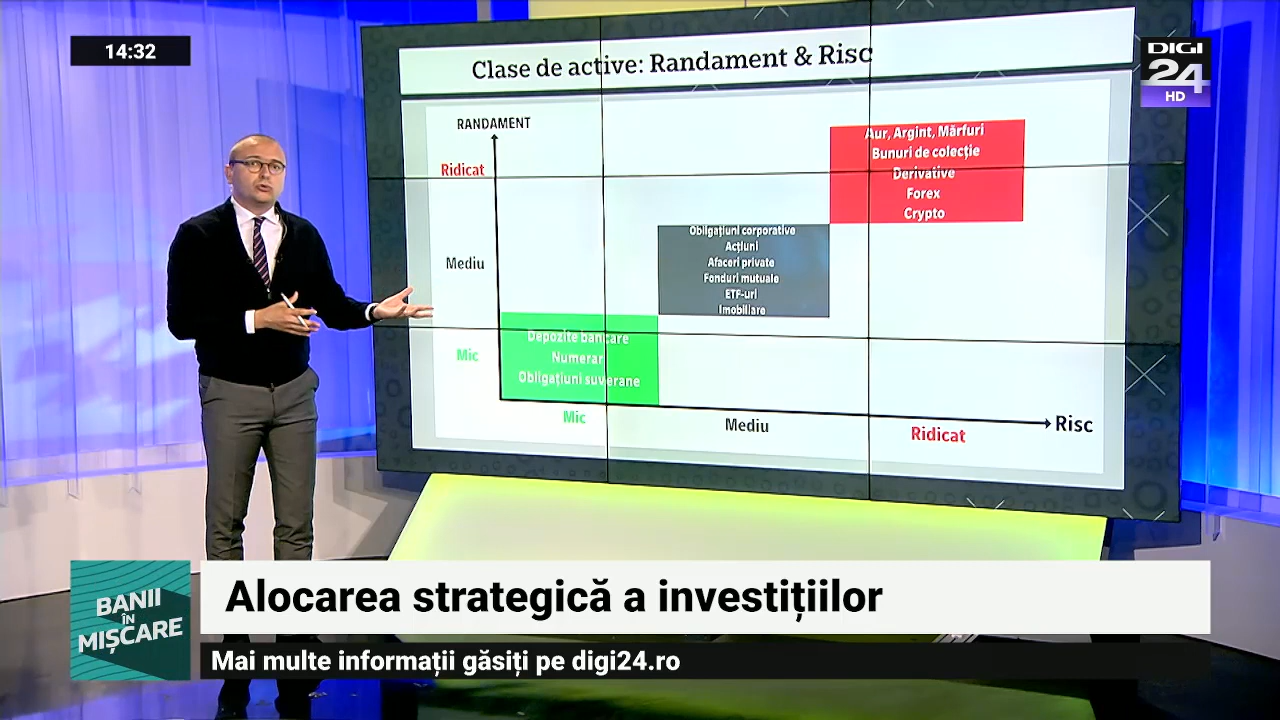 14:32
DIGI
24
HD
Clase de active: Randament & Risc
RANDAMENT
Ridicat
Mediu
Mic
Aur, Argint, Mărfuri
Bunuri de colecție
Derivative
Forex
Crypto
Obligațiuni corporative
Acțiuni
Afaceri private
Fonduri mutuale
ETF-uri
Imobiliare
Depozite bancare
Numerar
Obligațiuni suverane
Mic
Mediu
Ridicat
Risc
BANII
ÎN
MIȘCARE
Alocarea strategică a investițiilor
Mai multe informații găsiți pe digi24.ro